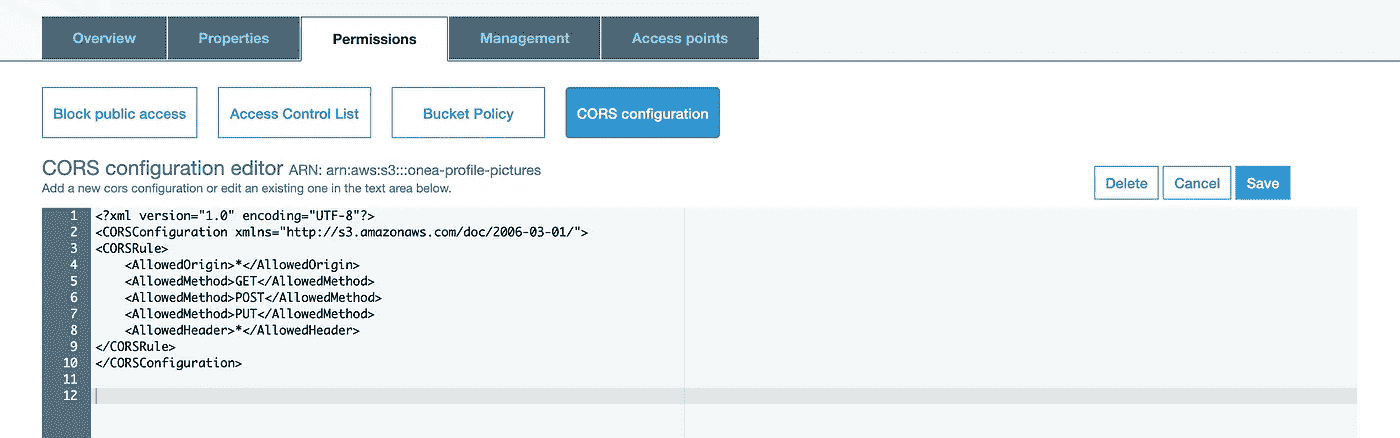 Overview Properties Permissions Management Access points
Block public access Access Control List Bucket Policy CORS configuration
CORS configuration editor ARN: arn:aws:s3:::onea-profile-pictures
Add a new cors configuration or edit an existing one in the text area below.
Delete Cancel Save
1 <?xml version="1.0" encoding="UTF-8"?>
2 <CORSConfiguration xmlns="http://s3.amazonaws.com/doc/2006-03-01/">
3 <CORSRule>
4     <AllowedOrigin>*</AllowedOrigin>
5     <AllowedMethod>GET</AllowedMethod>
6     <AllowedMethod>POST</AllowedMethod>
7     <AllowedMethod>PUT</AllowedMethod>
8     <AllowedHeader>*</AllowedHeader>
9 </CORSRule>
10 </CORSConfiguration>
11
12